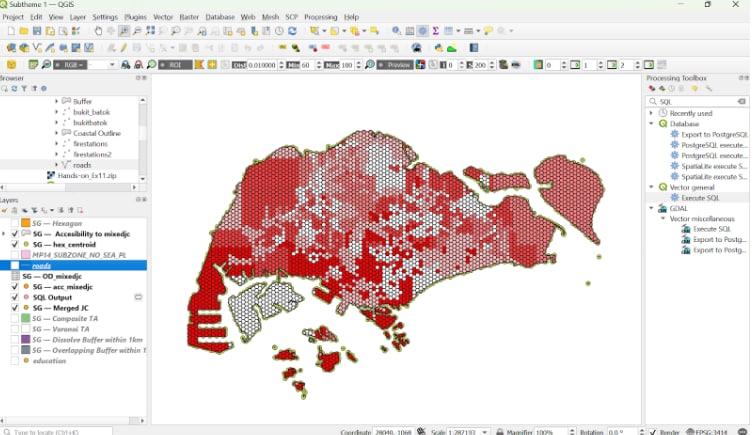 Subtheme 1 — QGIS
Project Edit View Layer Settings Plugins Vector Raster Database Web Mesh SCP Processing Help
RGB = ROI Dist 0.010000 Min 60 Max 100 Preview 0 S 200 0 1 2
Browser
Buffer
bukit_batok
bukitbatok
Coastal Outline
firestations
firestations2
roads
Hands-on_Ex11.zip
Layers
SG — Hexagon
SG — Accesibility to mixedjc
SG — hex_centroid
MP14_SUBZONE_NO_SEA_PL
roads
SG — OD_mixedjc
SG — acc_mixedjc
SQL Output
SG — Merged JC
SG — Composite TA
SG — Voronoi TA
SG — Dissolve Buffer within 1km
SG — Overlapping Buffer within 1
education
Processing Toolbox
SQL
Recently used
Database
Export to PostgreSQL
PostgreSQL execute...
PostgreSQL execute...
SpatiaLite execute S...
SpatiaLite execute S...
Vector general
Execute SQL
GDAL
Vector miscellaneous
Execute SQL
Export to Postg...
Export to Postg...
Type to locate (Ctrl+K)
Coordinate 28040,-1068 Scale 1:287193 Magnifier 100% Rotation 0.0 ° Render EPSG:3414